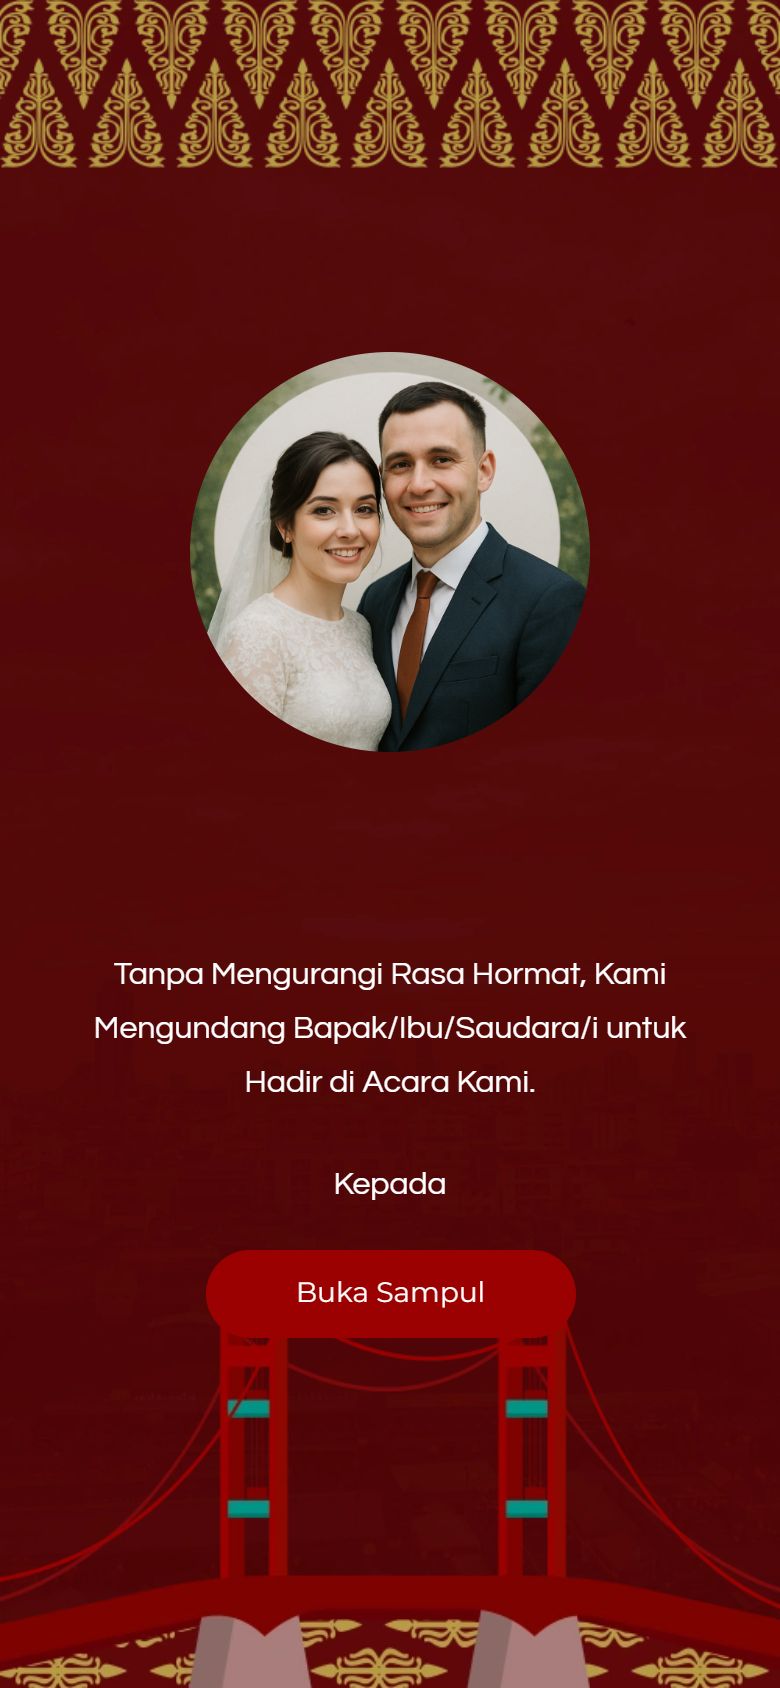 Tanpa Mengurangi Rasa Hormat, Kami
Mengundang Bapak/Ibu/Saudara/i untuk
Hadir di Acara Kami.
Kepada
Buka Sampul